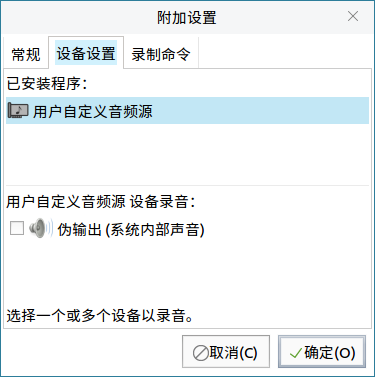 附加设置
常规 设备设置 录制命令
已安装程序：
用户自定义音频源
用户自定义音频源 设备录音：
伪输出 (系统内部声音)
选择一个或多个设备以录音。
取消(C) 确定(O)